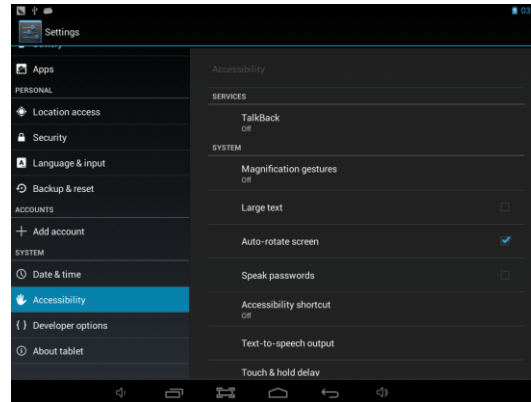 03
Settings
Apps
PERSONAL
Location access
Security
Language & input
Backup & reset
ACCOUNTS
Add account
SYSTEM
Date & time
Accessibility
{ } Developer options
About tablet
Accessibility
SERVICES
TalkBack
Off
SYSTEM
Magnification gestures
Off
Large text
Auto-rotate screen
Speak passwords
Accessibility shortcut
Off
Text-to-speech output
Touch & hold delay